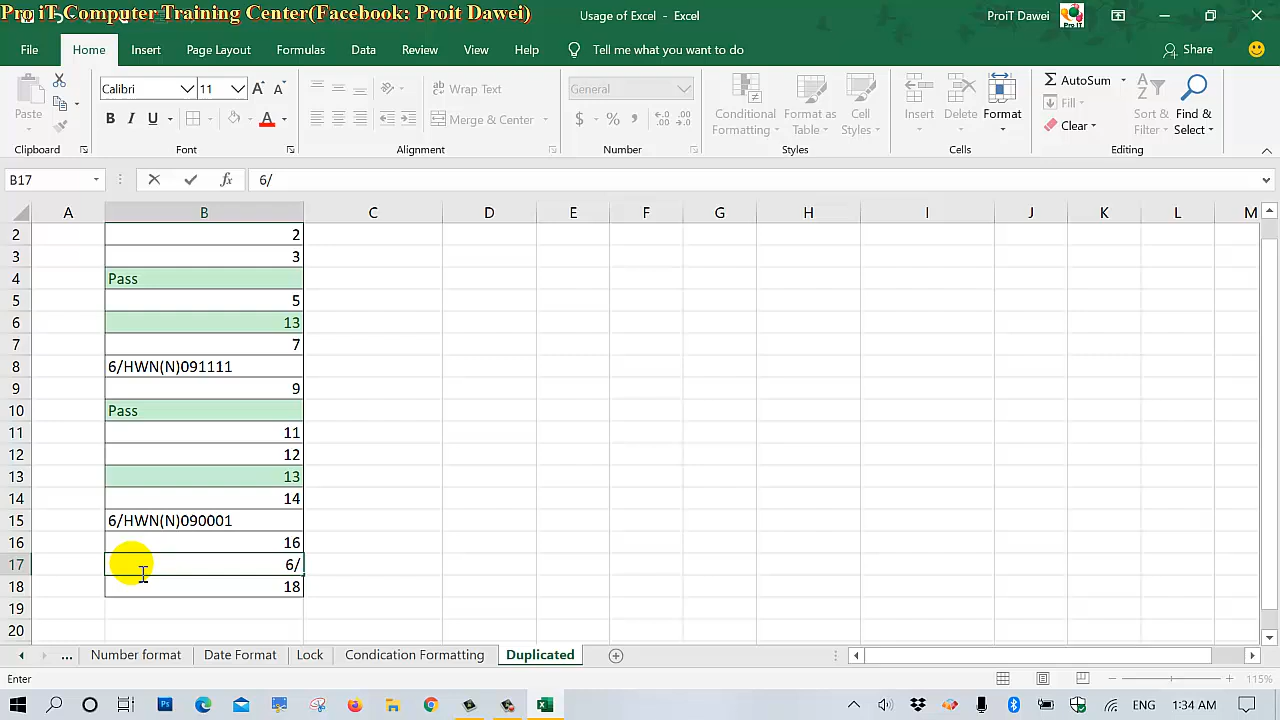 Pro iT Computer Training Center(Facebook: Proit Dawei)
Usage of Excel - Excel
ProiT Dawei
Pro iT
File Home Insert Page Layout Formulas Data Review View Help Tell me what you want to do Share
Paste
Calibri 11
B I U
Wrap Text
Merge & Center
General
$ % ,
Conditional Formatting
Format as Table
Cell Styles
Insert Delete Format
AutoSum
Fill
Clear
Sort & Filter
Find & Select
Clipboard Font Alignment Number Styles Cells Editing
B17 fx 6/
A B C D E F G H I J K L M
2 2
3 3
4 Pass
5 5
6 13
7 7
8 6/HWN(N)091111
9 9
10 Pass
11 11
12 12
13 13
14 14
15 6/HWN(N)090001
16 16
17 6/
18 18
19
20
... Number format Date Format Lock Condication Formatting Duplicated
Enter 115%
ENG 1:34 AM